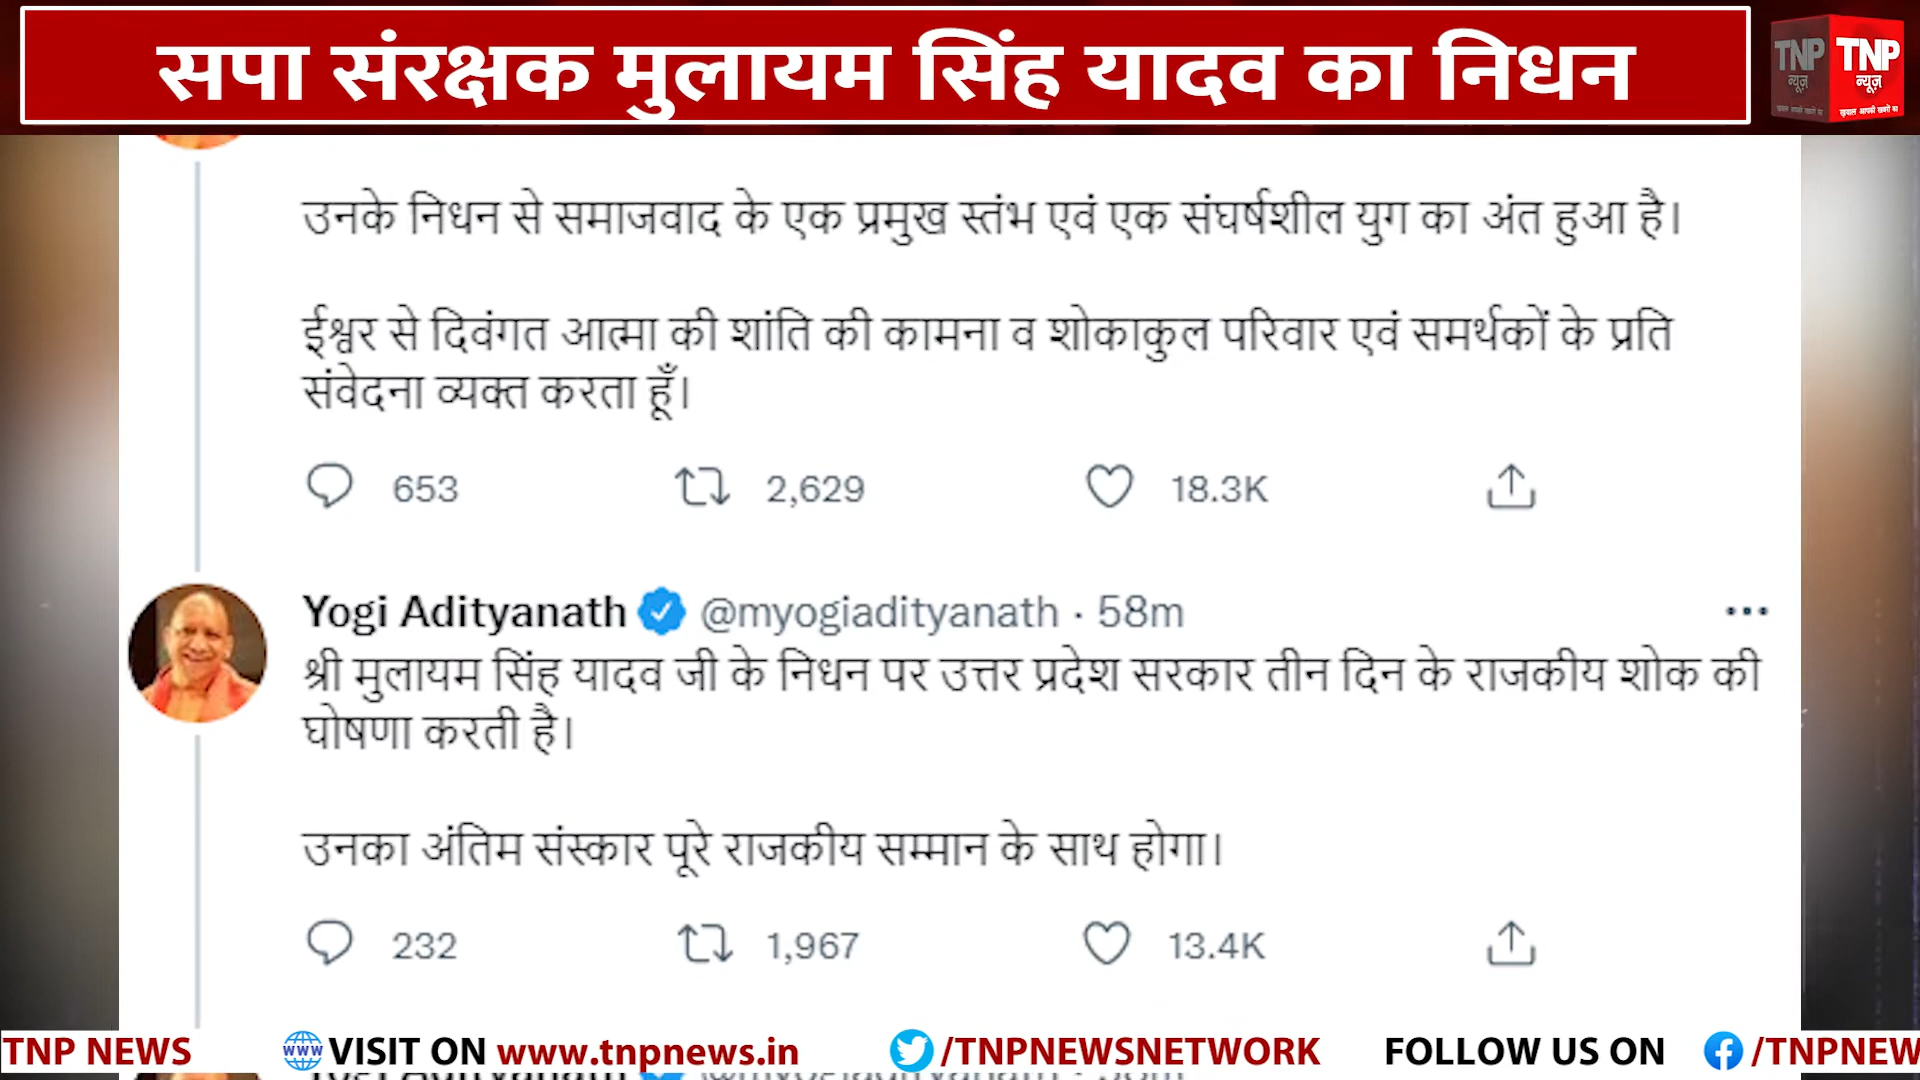 सपा संरक्षक मुलायम सिंह यादव का निधन
TNP
न्यूज़
TNP
न्यूज़
उनके निधन से समाजवाद के एक प्रमुख स्तंभ एवं एक संघर्षशील युग का अंत हुआ है।
ईश्वर से दिवंगत आत्मा की शांति की कामना व शोकाकुल परिवार एवं समर्थकों के प्रति
संवेदना व्यक्त करता हूँ।
653 2,629 18.3K
Yogi Adityanath @myogiadityanath · 58m
श्री मुलायम सिंह यादव जी के निधन पर उत्तर प्रदेश सरकार तीन दिन के राजकीय शोक की
घोषणा करती है।
उनका अंतिम संस्कार पूरे राजकीय सम्मान के साथ होगा।
232 1,967 13.4K
TNP NEWS www VISIT ON www.tnpnews.in /TNPNEWSNETWORK FOLLOW US ON /TNPNEW